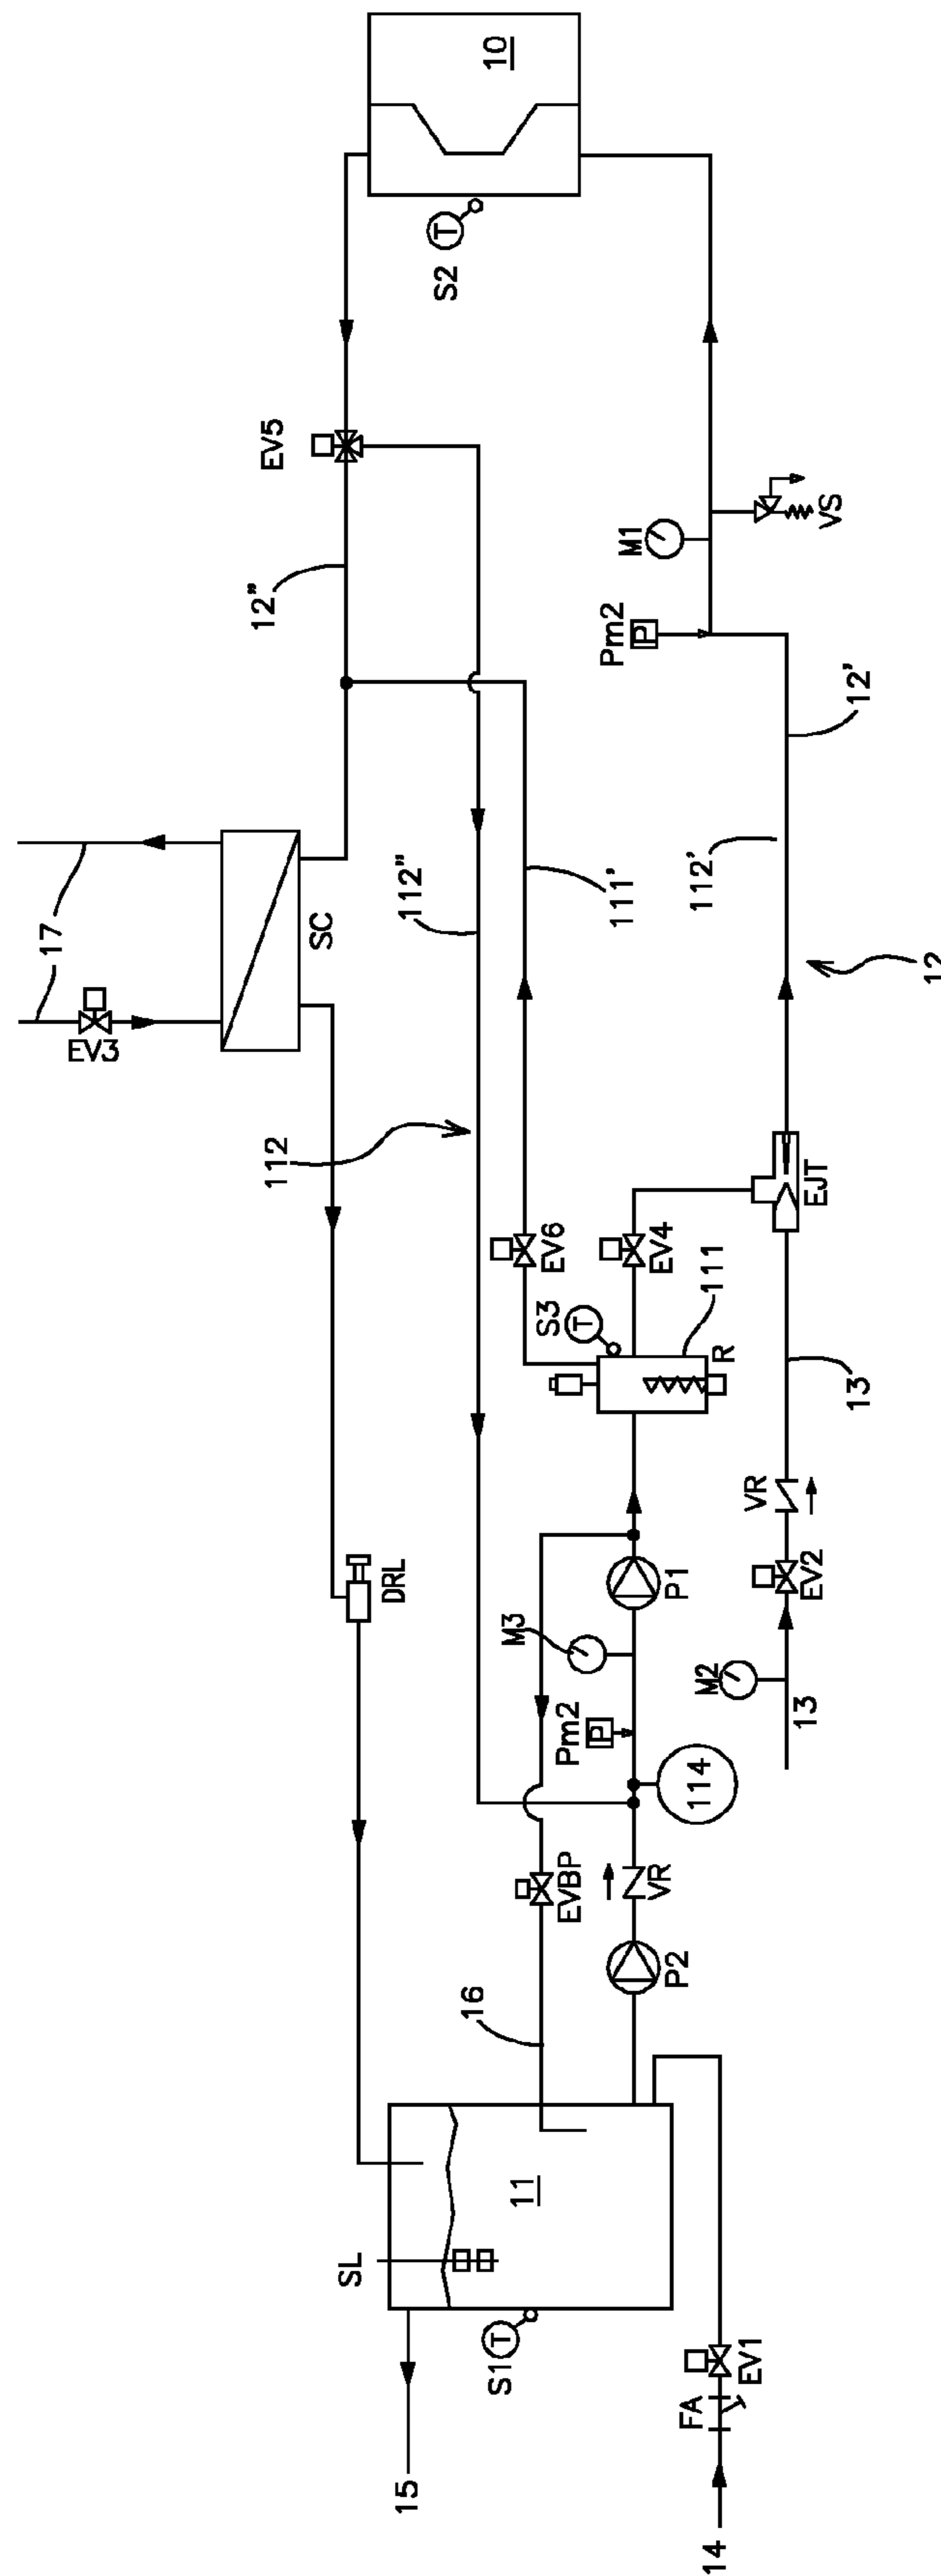 10
S2
EV5
12"
M1
VS
Pm2
12'
17
SC
EV3
112"
111'
112'
12
112
EV6
EV4
EJT
S3
111
R
13
DRL
VR
EV2
P1
M3
M2
13
Pm2
114
EVBP
VR
P2
16
SL
11
S1
15
FA
EV1
14
T
T
T
P
P